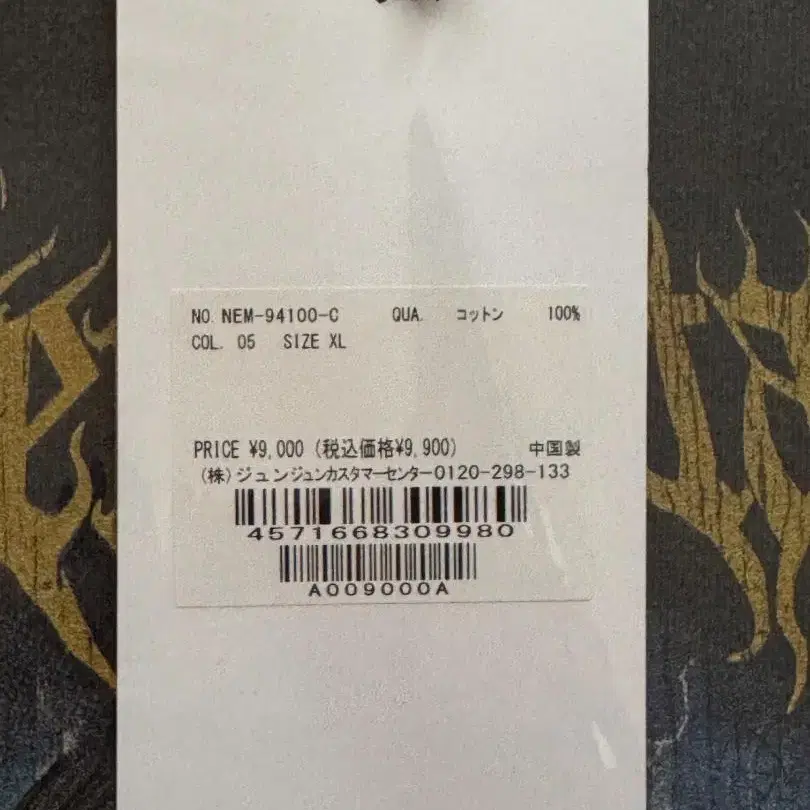 NO. NEM-94100-C QUA. コットン 100%
COL. 05 SIZE XL
PRICE ¥9,000 (税込価格¥9,900) 中国製
(株)ジュンジュンカスタマーセンター0120-298-133
4571668309980
A009000A